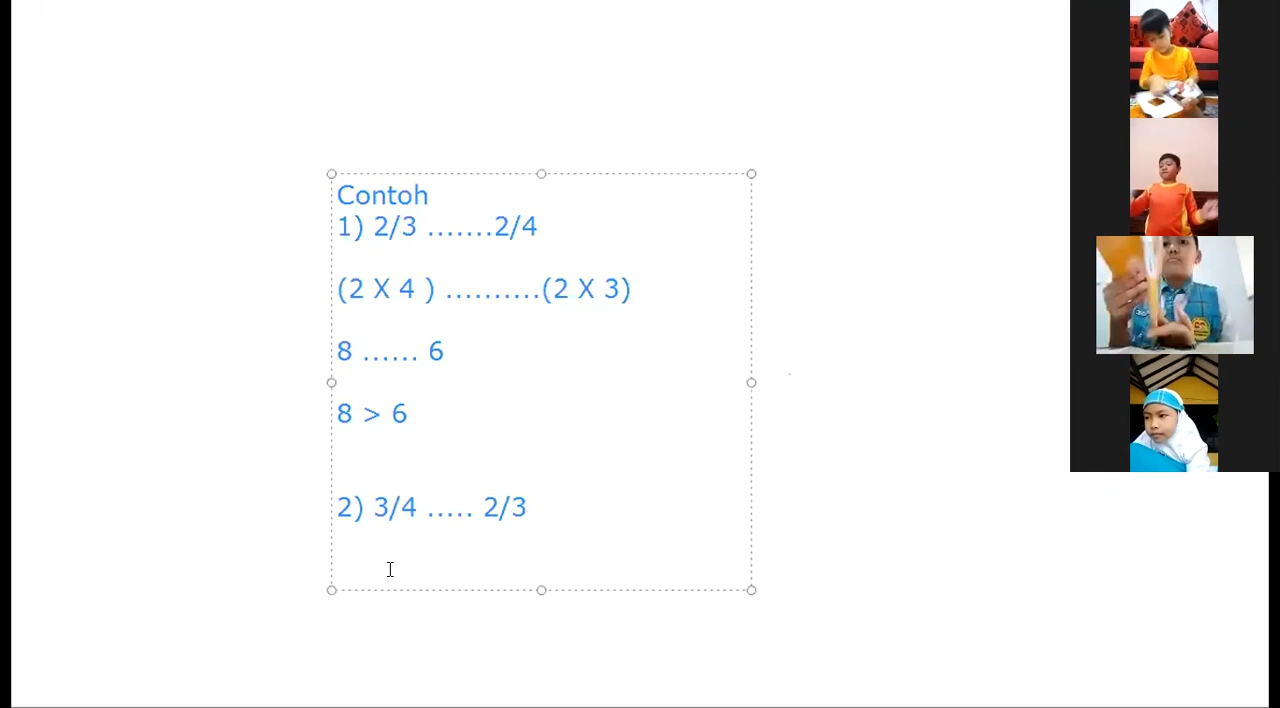 Contoh
1) 2/3 .......2/4
(2 X 4 ) ..........(2 X 3)
8 ...... 6
8 > 6
2) 3/4 ..... 2/3